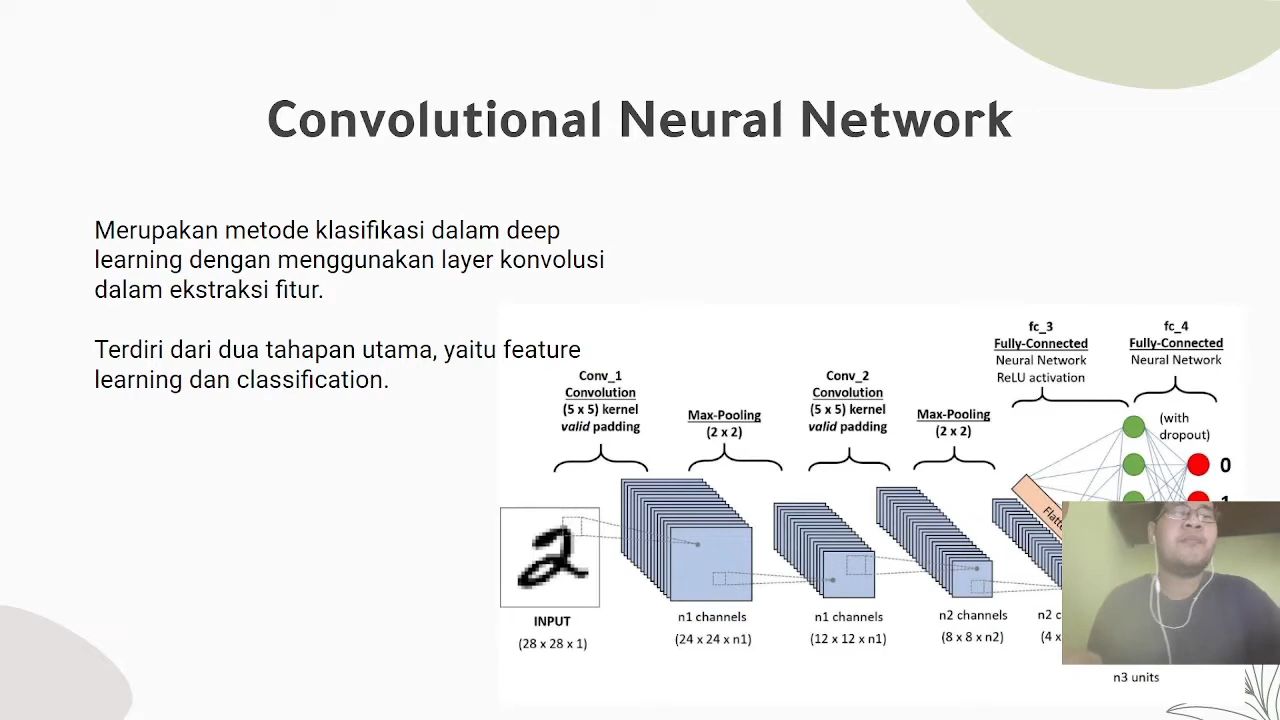 Convolutional Neural Network
Merupakan metode klasifikasi dalam deep
learning dengan menggunakan layer konvolusi
dalam ekstraksi fitur.
Terdiri dari dua tahapan utama, yaitu feature
learning dan classification.
Conv_1
Convolution
(5 x 5) kernel
valid padding
Max-Pooling
(2 x 2)
Conv_2
Convolution
(5 x 5) kernel
valid padding
Max-Pooling
(2 x 2)
fc_3
Fully-Connected
Neural Network
ReLU activation
fc_4
Fully-Connected
Neural Network
(with
dropout)
0
2
INPUT
(28 x 28 x 1)
n1 channels
(24 x 24 x n1)
n1 channels
(12 x 12 x n1)
n2 channels
(8 x 8 x n2)
n2
(4 x
n3 units